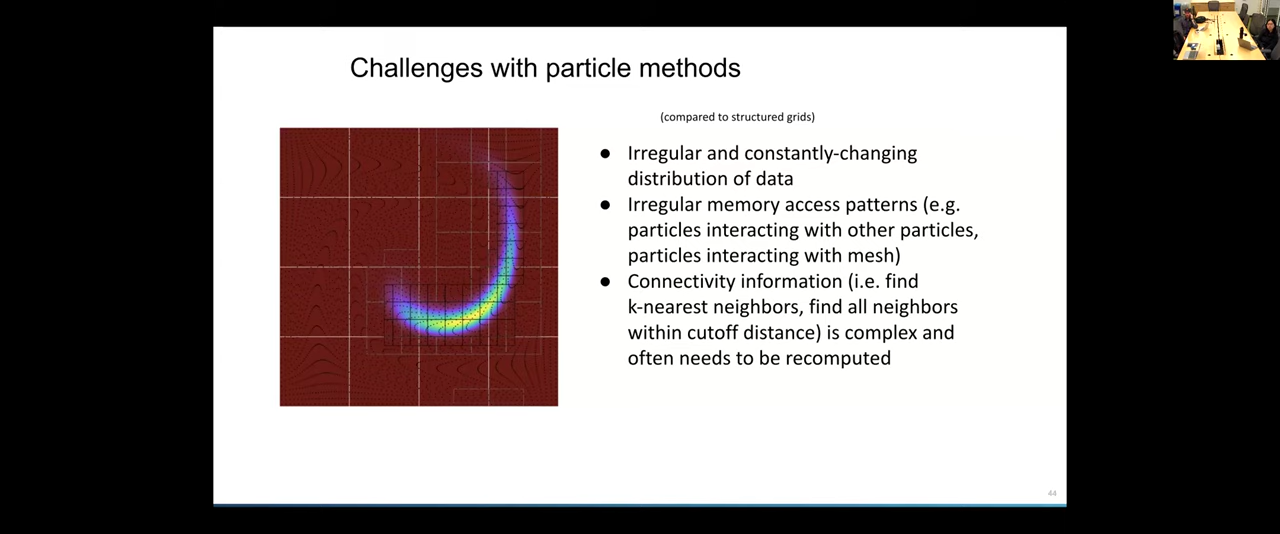 Challenges with particle methods
(compared to structured grids)
● Irregular and constantly-changing
distribution of data
● Irregular memory access patterns (e.g.
particles interacting with other particles,
particles interacting with mesh)
● Connectivity information (i.e. find
k-nearest neighbors, find all neighbors
within cutoff distance) is complex and
often needs to be recomputed
44